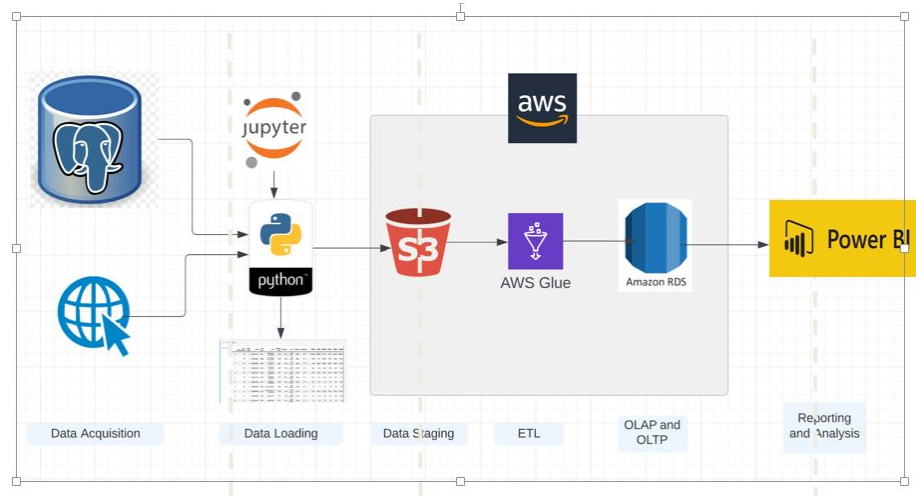 aws
jupyter
python
S3
AWS Glue
Amazon RDS
Power BI
Data Acquisition
Data Loading
Data Staging
ETL
OLAP and
OLTP
Reporting
and Analysis